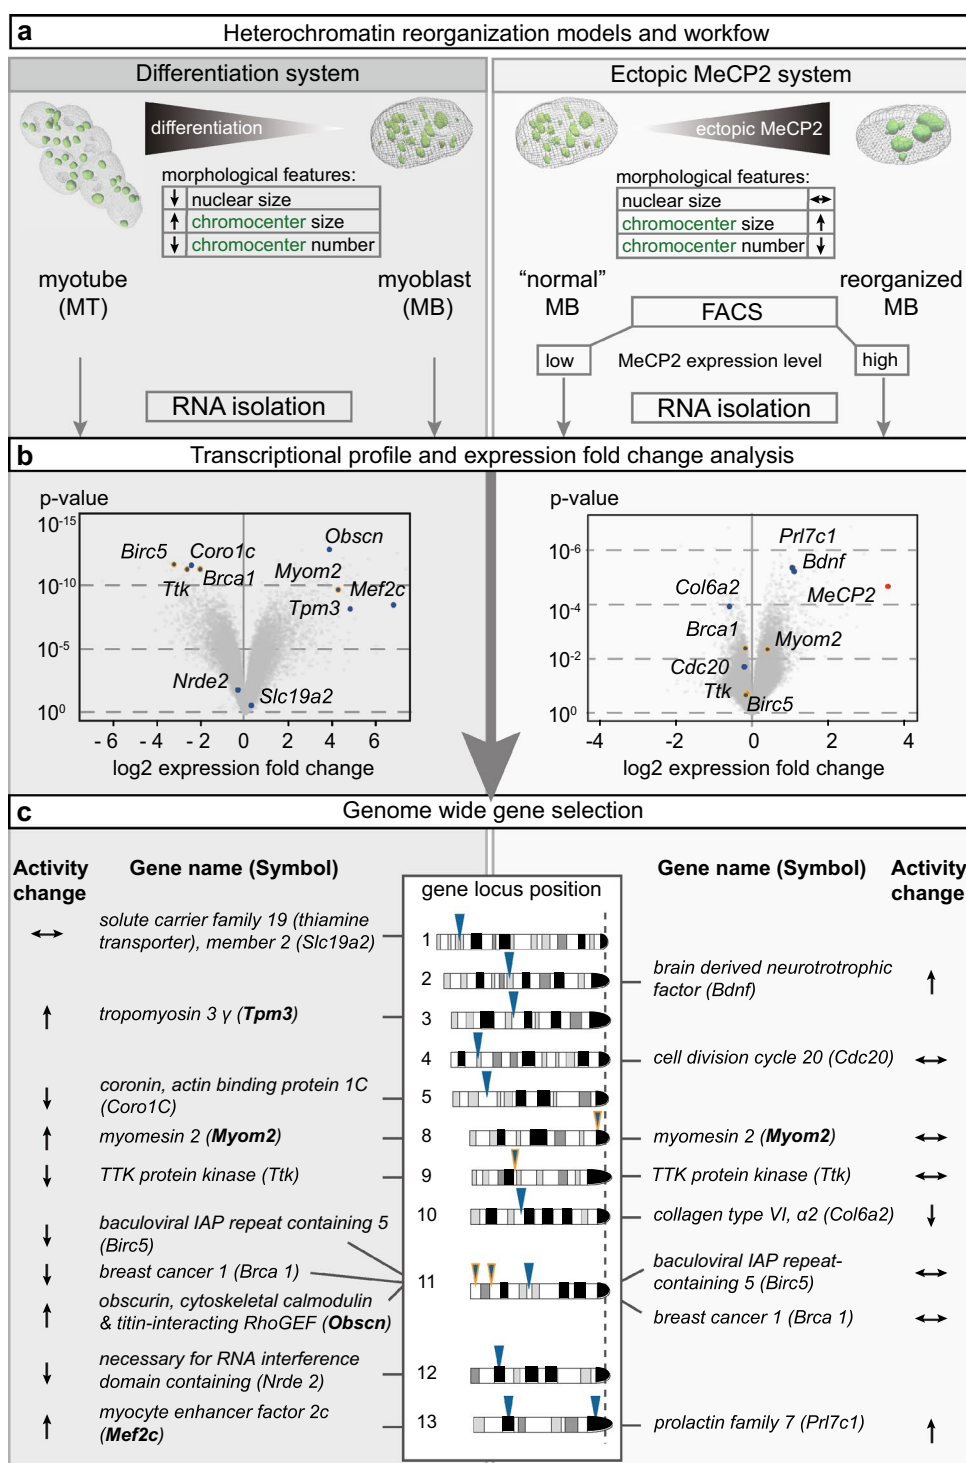 a
Heterochromatin reorganization models and workfow
Differentiation system
Ectopic MeCP2 system
differentiation
ectopic MeCP2
morphological features:
nuclear size
chromocenter size
chromocenter number
morphological features:
nuclear size
chromocenter size
chromocenter number
myotube
(MT)
myoblast
(MB)
“normal”
MB
reorganized
MB
FACS
low
MeCP2 expression level
high
RNA isolation
RNA isolation
b
Transcriptional profile and expression fold change analysis
p-value
10-15
10-10
10-5
100
Birc5
Coro1c
Ttk
Brca1
Obscn
Myom2
Mef2c
Tpm3
Nrde2
Slc19a2
- 6 - 4 - 2 0 2 4 6
log2 expression fold change
p-value
10-6
10-4
10-2
100
Prl7c1
Bdnf
Col6a2
MeCP2
Brca1
Myom2
Cdc20
Ttk
Birc5
-4 -2 0 2 4
log2 expression fold change
c
Genome wide gene selection
Activity
change
Gene name (Symbol)
gene locus position
Gene name (Symbol)
Activity
change
solute carrier family 19 (thiamine
transporter), member 2 (Slc19a2)
1
2
brain derived neurotrotrophic
factor (Bdnf)
tropomyosin 3 γ (Tpm3)
3
4
cell division cycle 20 (Cdc20)
coronin, actin binding protein 1C
(Coro1C)
5
myomesin 2 (Myom2)
8
myomesin 2 (Myom2)
TTK protein kinase (Ttk)
9
TTK protein kinase (Ttk)
10
collagen type VI, α2 (Col6a2)
baculoviral IAP repeat containing 5
(Birc5)
breast cancer 1 (Brca 1)
obscurin, cytoskeletal calmodulin
& titin-interacting RhoGEF (Obscn)
11
baculoviral IAP repeat-
containing 5 (Birc5)
breast cancer 1 (Brca 1)
necessary for RNA interference
domain containing (Nrde 2)
12
myocyte enhancer factor 2c
(Mef2c)
13
prolactin family 7 (Prl7c1)